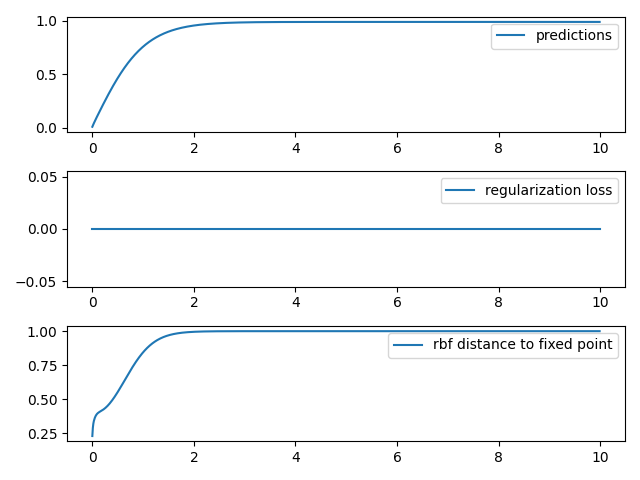 1.0
predictions
0.5
0.0
0 2 4 6 8 10
0.05
regularization loss
0.00
−0.05
0 2 4 6 8 10
1.00
rbf distance to fixed point
0.75
0.50
0.25
0 2 4 6 8 10